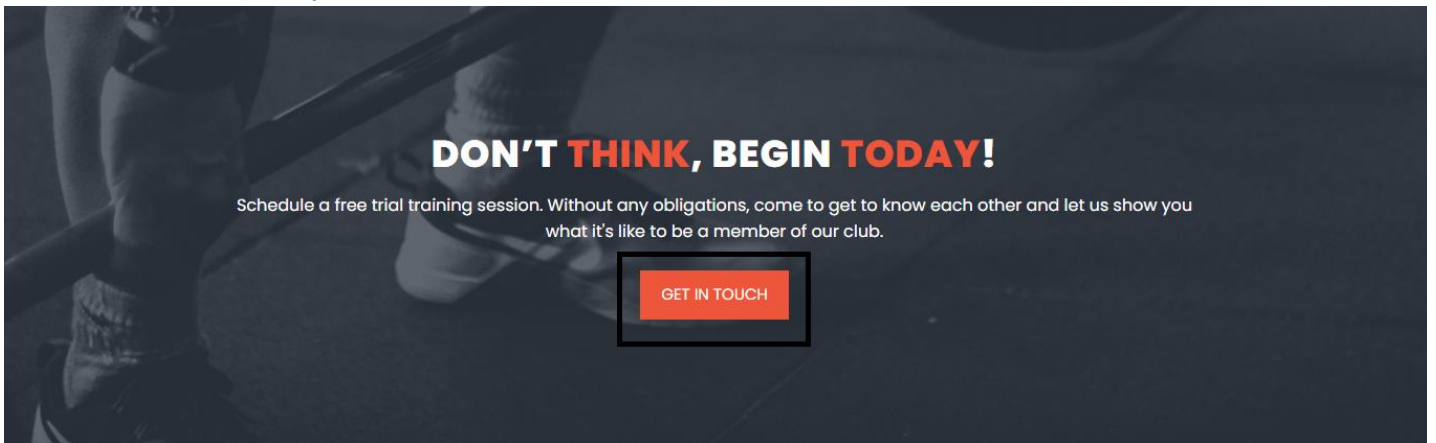 DON’T THINK, BEGIN TODAY!
Schedule a free trial training session. Without any obligations, come to get to know each other and let us show you
what it's like to be a member of our club.
GET IN TOUCH